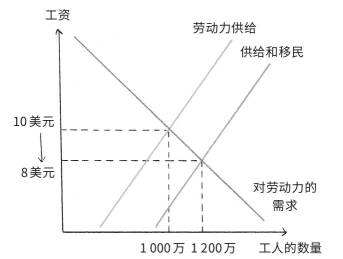 工资
劳动力供给
供给和移民
10美元
8美元
对劳动力的
需求
1000万 1200万 工人的数量